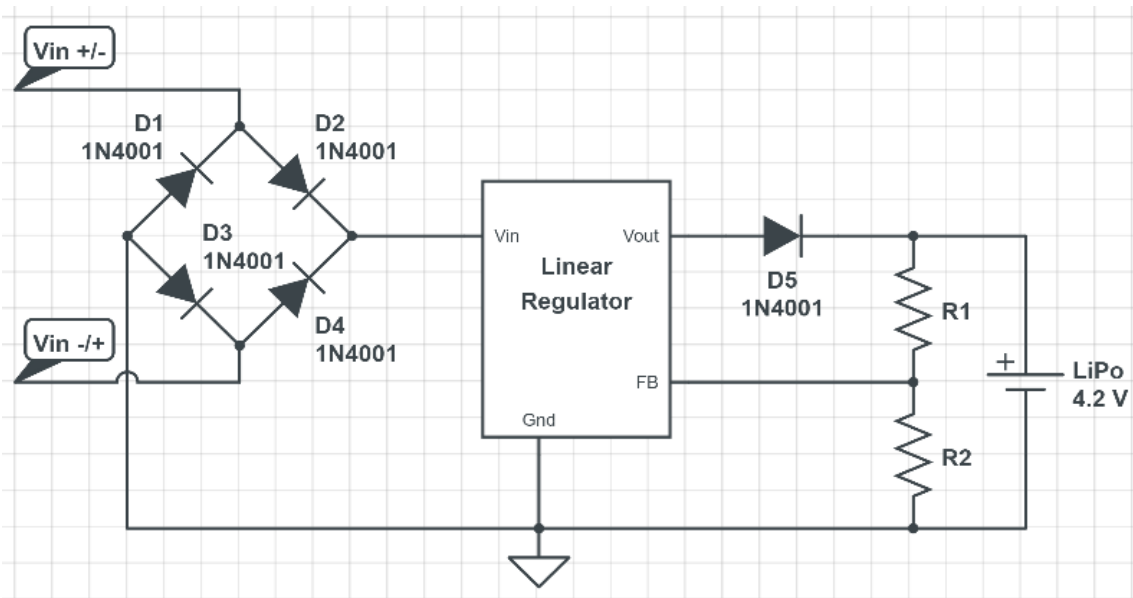 Vin +/-
D1
1N4001
D2
1N4001
D3
1N4001
Vin -/+
D4
1N4001
Vin
Vout
Linear
Regulator
FB
Gnd
D5
1N4001
R1
+
LiPo
4.2 V
R2